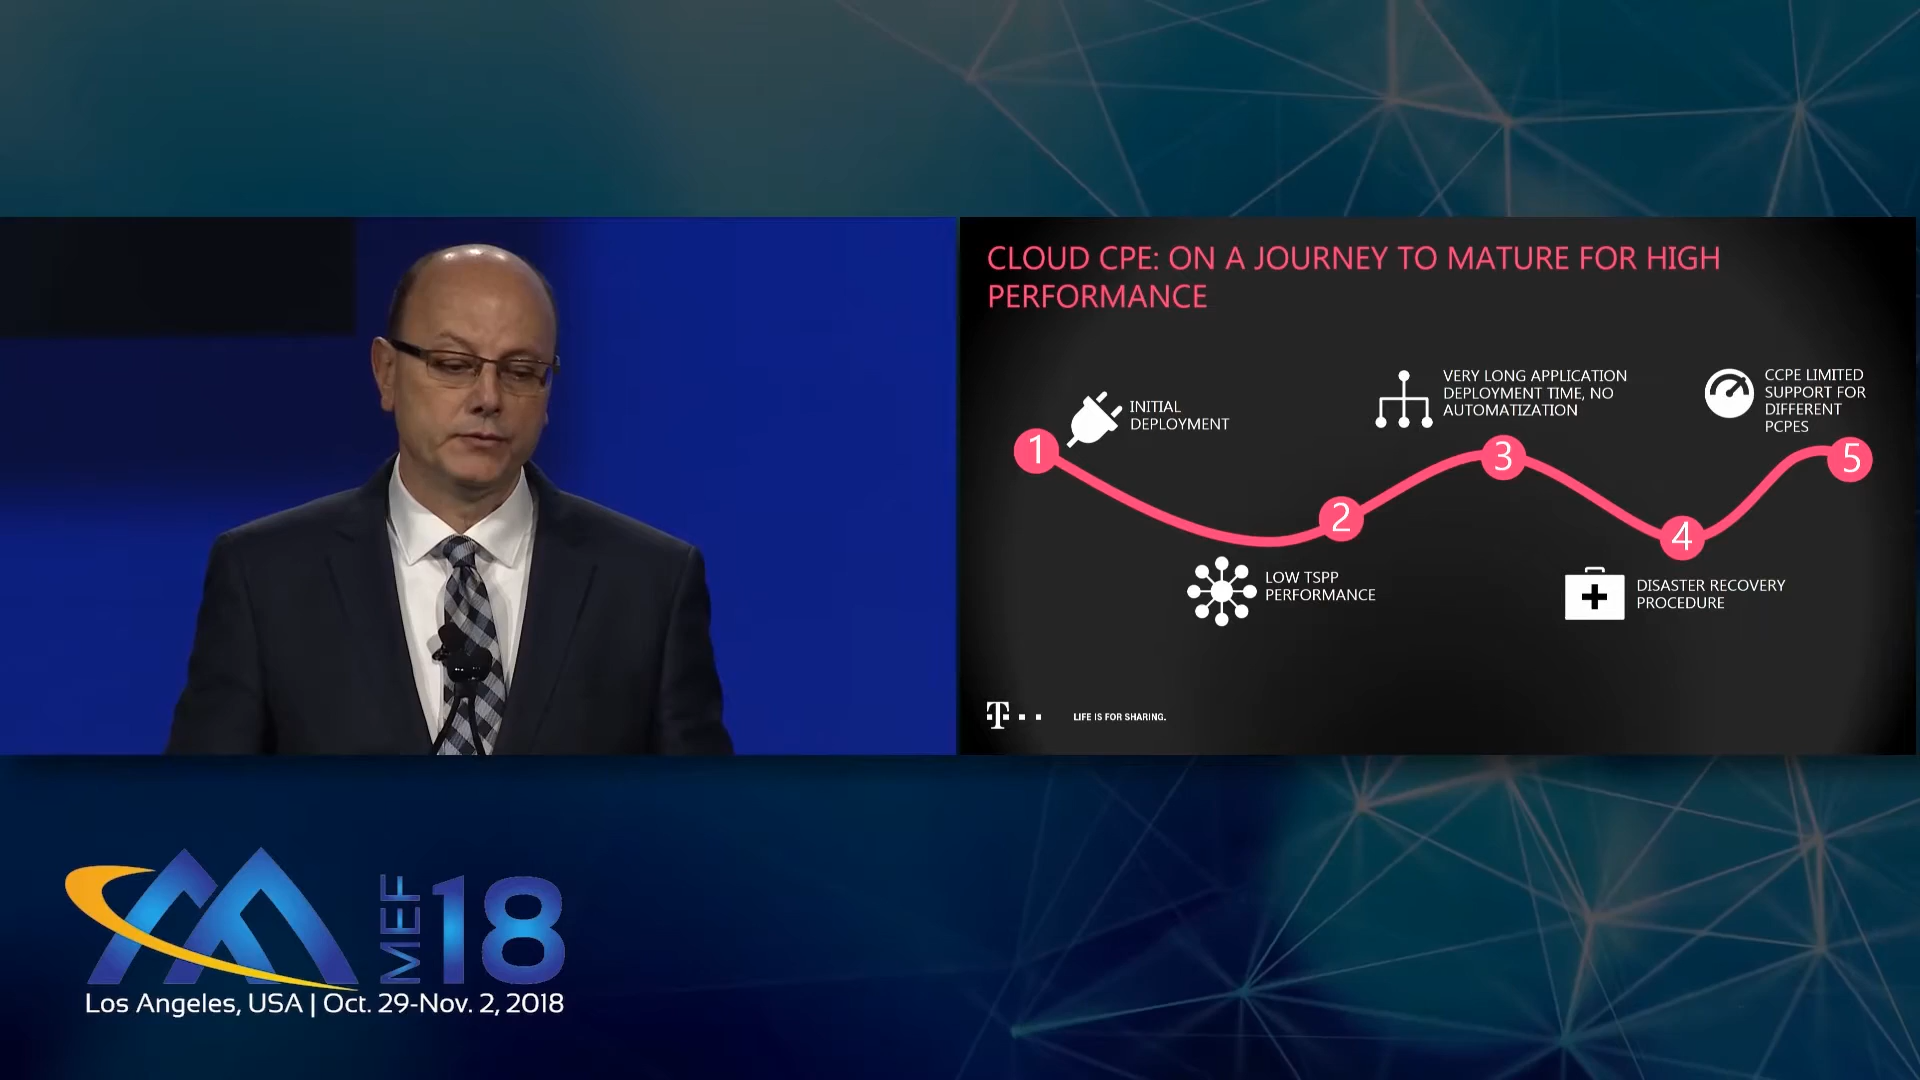 CLOUD CPE: ON A JOURNEY TO MATURE FOR HIGH
PERFORMANCE
1
INITIAL
DEPLOYMENT
2
LOW TSPP
PERFORMANCE
3
VERY LONG APPLICATION
DEPLOYMENT TIME, NO
AUTOMATIZATION
4
DISASTER RECOVERY
PROCEDURE
5
CCPE LIMITED
SUPPORT FOR
DIFFERENT
PCPES
T
LIFE IS FOR SHARING.
MEF 18
Los Angeles, USA | Oct. 29-Nov. 2, 2018